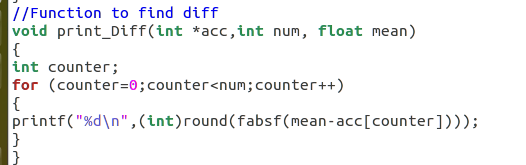 //Function to find diff
void print_Diff(int *acc,int num, float mean)
{
int counter;
for (counter=0;counter<num;counter++)
{
printf("%d\n",(int)round(fabsf(mean-acc[counter])));
}
}